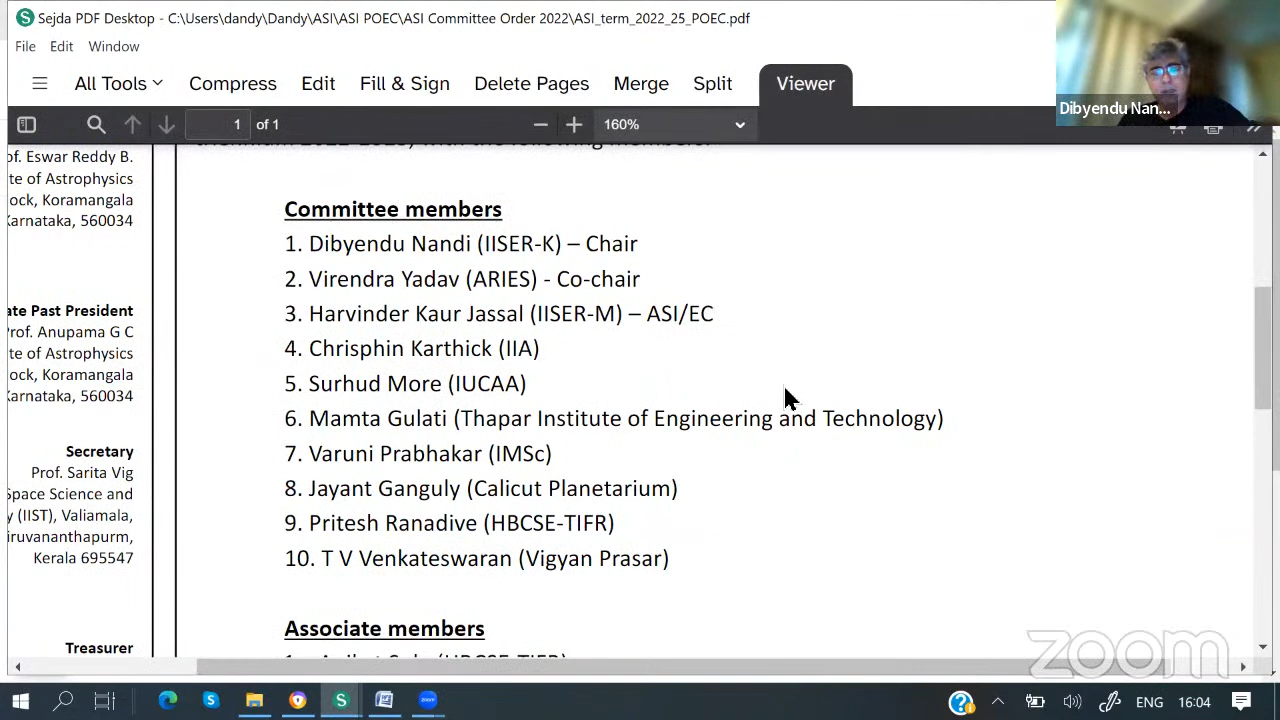 Sejda PDF Desktop - C:\Users\dandy\Dandy\ASI\ASI POEC\ASI Committee Order 2022\ASI_term_2022_25_POEC.pdf
File Edit Window
All Tools Compress Edit Fill & Sign Delete Pages Merge Split Viewer
Dibyendu Nan...
1 of 1
160%
of. Eswar Reddy B.
te of Astrophysics
ock, Koramangala
Karnataka, 560034
ate Past President
Prof. Anupama G C
te of Astrophysics
ock, Koramangala
Karnataka, 560034
Secretary
Prof. Sarita Vig
Space Science and
y (IIST), Valiamala,
iruvananthapurm,
Kerala 695547
Treasurer
with the following members:
Committee members
1. Dibyendu Nandi (IISER-K) – Chair
2. Virendra Yadav (ARIES) - Co-chair
3. Harvinder Kaur Jassal (IISER-M) – ASI/EC
4. Chrisphin Karthick (IIA)
5. Surhud More (IUCAA)
6. Mamta Gulati (Thapar Institute of Engineering and Technology)
7. Varuni Prabhakar (IMSc)
8. Jayant Ganguly (Calicut Planetarium)
9. Pritesh Ranadive (HBCSE-TIFR)
10. T V Venkateswaran (Vigyan Prasar)
Associate members
zoom
ENG 16:04